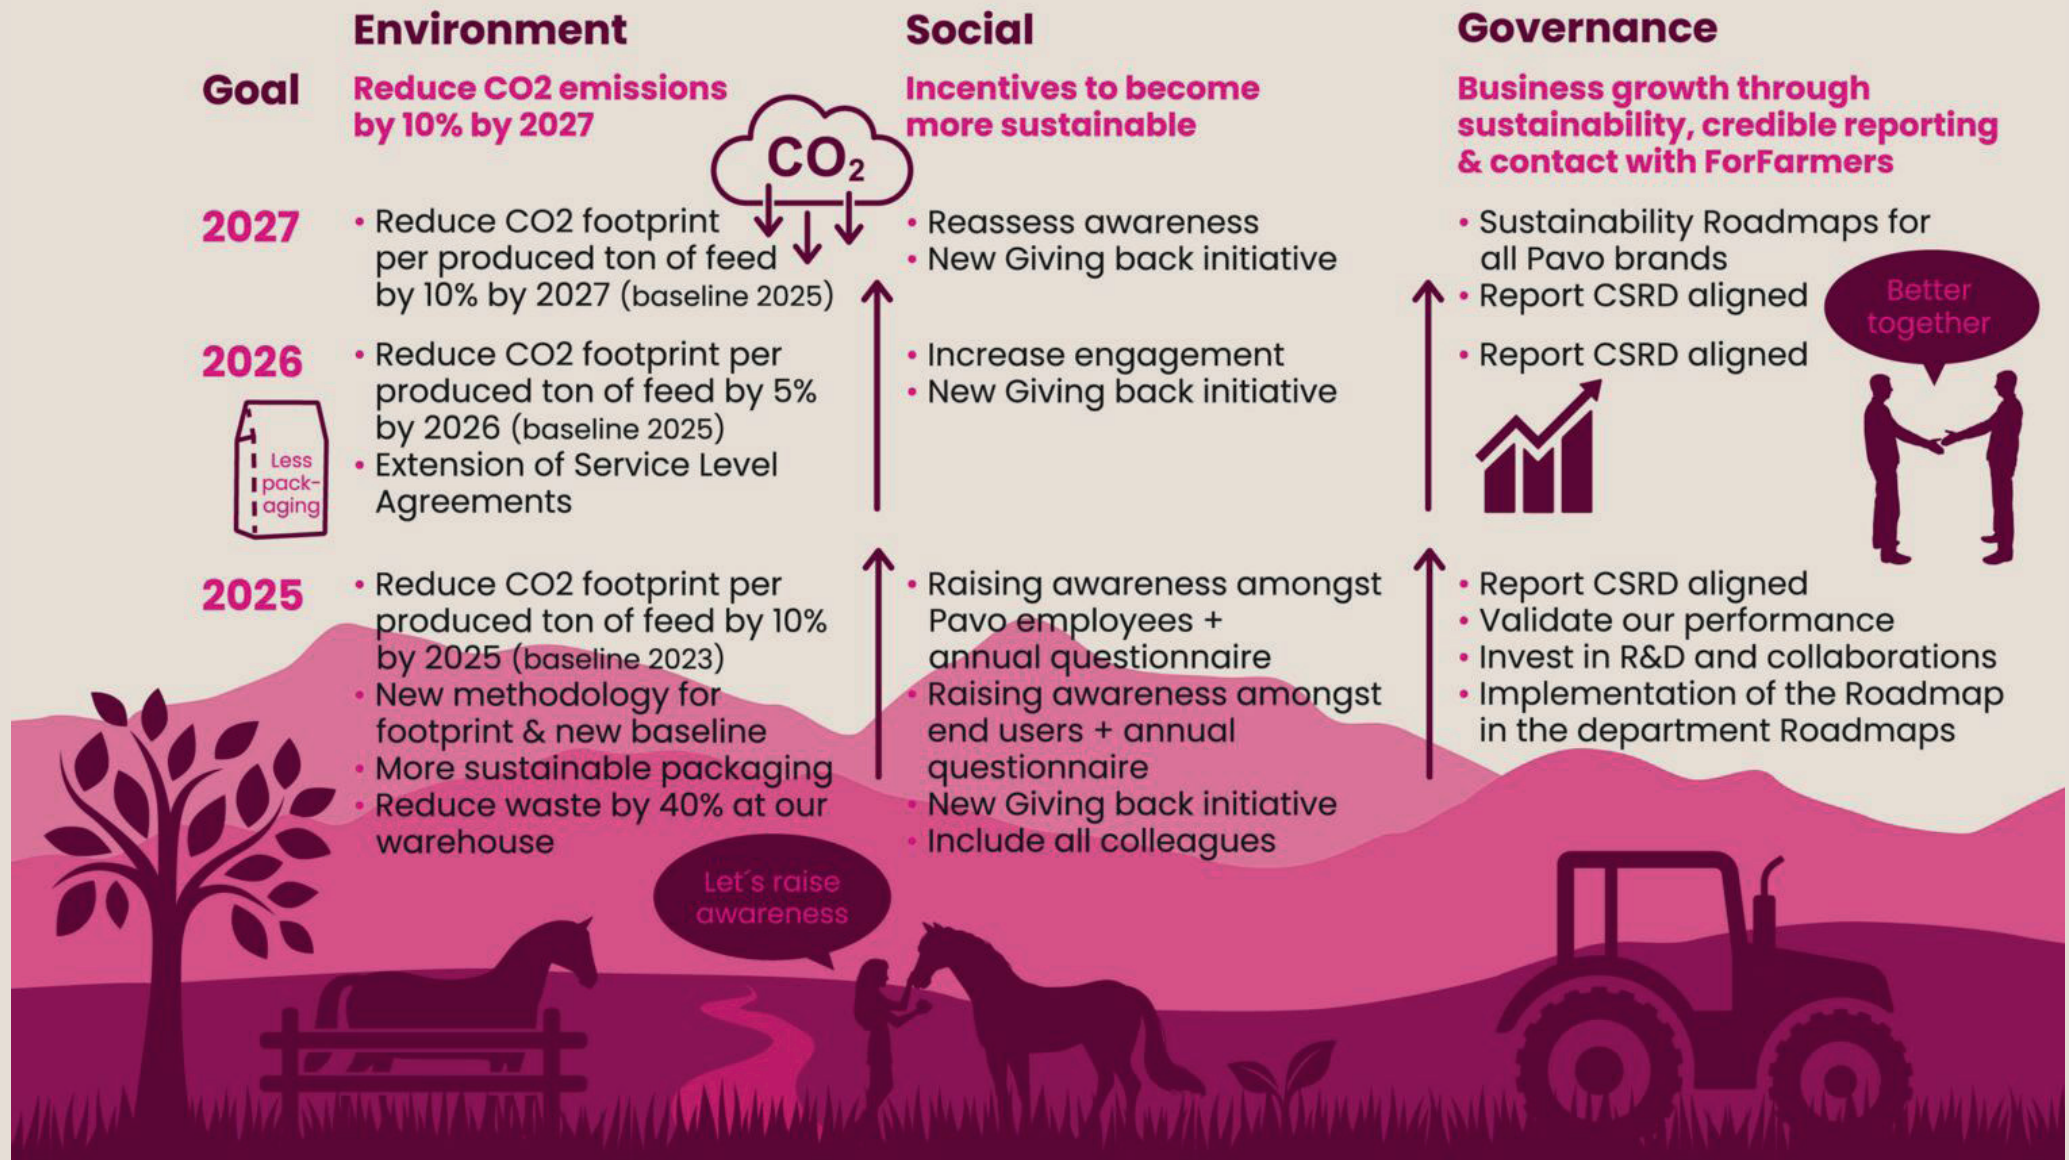 Environment
Social
Governance
Goal
Reduce CO2 emissions
by 10% by 2027
CO₂
Incentives to become
more sustainable
Business growth through
sustainability, credible reporting
& contact with ForFarmers
2027
• Reduce CO2 footprint
per produced ton of feed
by 10% by 2027 (baseline 2025)
• Reassess awareness
• New Giving back initiative
• Sustainability Roadmaps for
all Pavo brands
• Report CSRD aligned
Better
together
2026
• Reduce CO2 footprint per
produced ton of feed by 5%
by 2026 (baseline 2025)
• Extension of Service Level
Agreements
Less
pack-
aging
• Increase engagement
• New Giving back initiative
• Report CSRD aligned
2025
• Reduce CO2 footprint per
produced ton of feed by 10%
by 2025 (baseline 2023)
• New methodology for
footprint & new baseline
• More sustainable packaging
• Reduce waste by 40% at our
warehouse
• Raising awareness amongst
Pavo employees +
annual questionnaire
• Raising awareness amongst
end users + annual
questionnaire
• New Giving back initiative
• Include all colleagues
• Report CSRD aligned
• Validate our performance
• Invest in R&D and collaborations
• Implementation of the Roadmap
in the department Roadmaps
Let´s raise
awareness